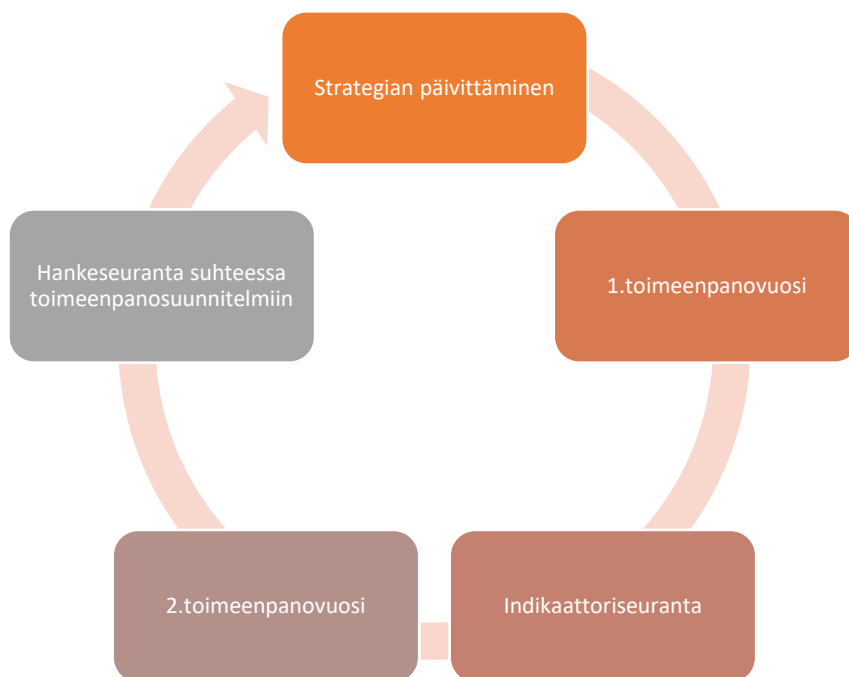 Strategian päivittäminen
1.toimeenpanovuosi
Indikaattoriseuranta
2.toimeenpanovuosi
Hankeseuranta suhteessa
toimeenpanosuunnitelmiin